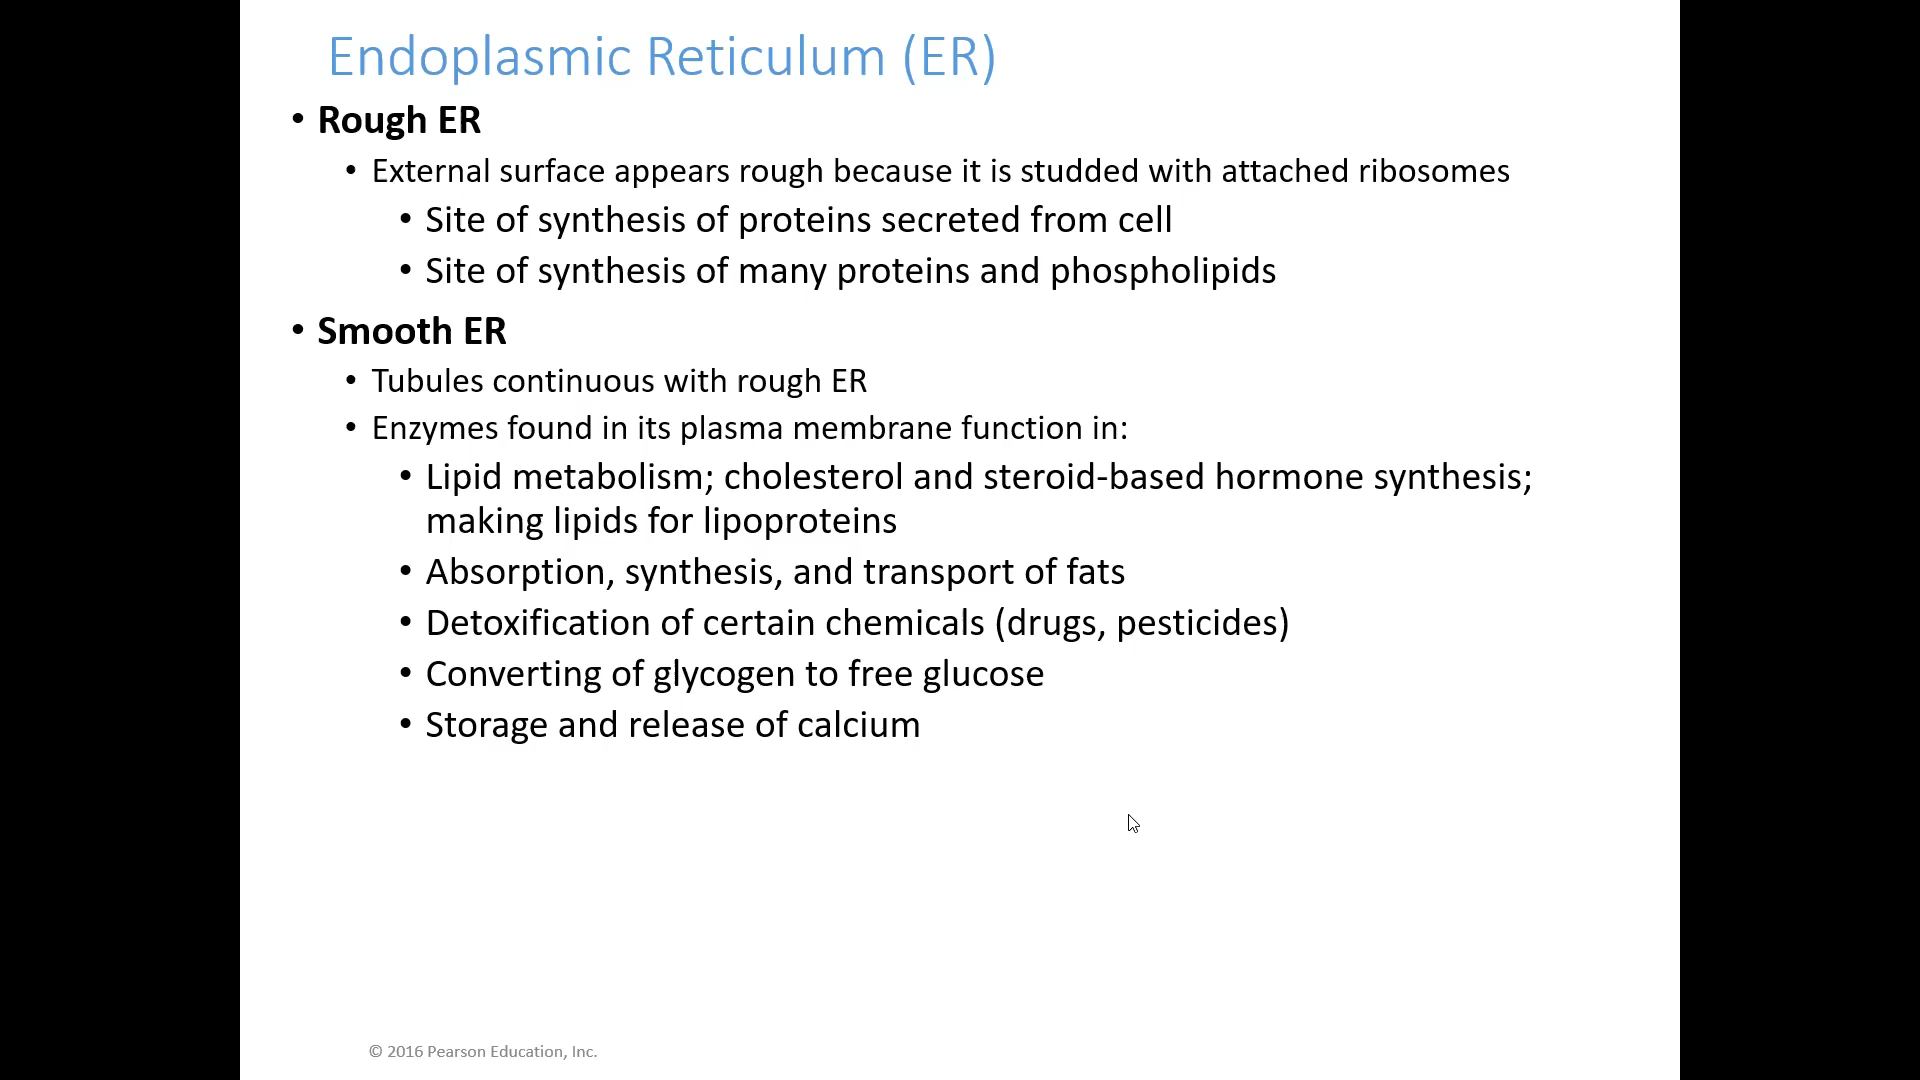 Endoplasmic Reticulum (ER)
• Rough ER
• External surface appears rough because it is studded with attached ribosomes
• Site of synthesis of proteins secreted from cell
• Site of synthesis of many proteins and phospholipids
• Smooth ER
• Tubules continuous with rough ER
• Enzymes found in its plasma membrane function in:
• Lipid metabolism; cholesterol and steroid-based hormone synthesis;
making lipids for lipoproteins
• Absorption, synthesis, and transport of fats
• Detoxification of certain chemicals (drugs, pesticides)
• Converting of glycogen to free glucose
• Storage and release of calcium
© 2016 Pearson Education, Inc.